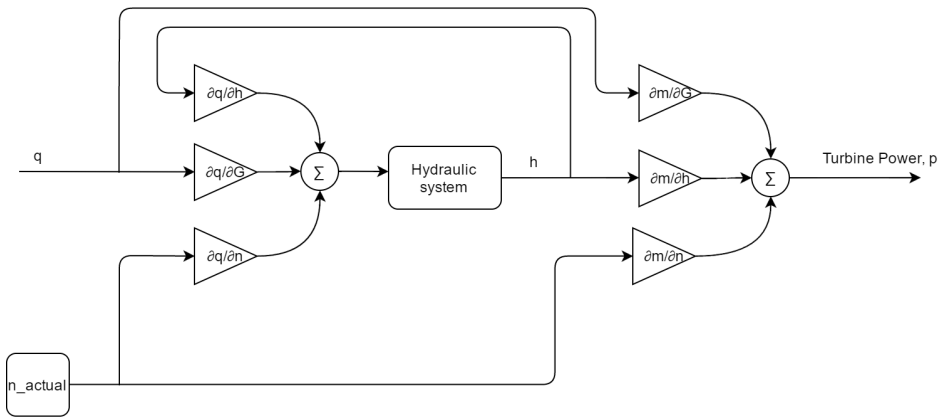 ∂q/∂h
∂m/∂G
q
h
Turbine Power, p
∂q/∂G
Σ
Hydraulic
system
∂m/∂h
Σ
∂q/∂n
∂m/∂n
n_actual